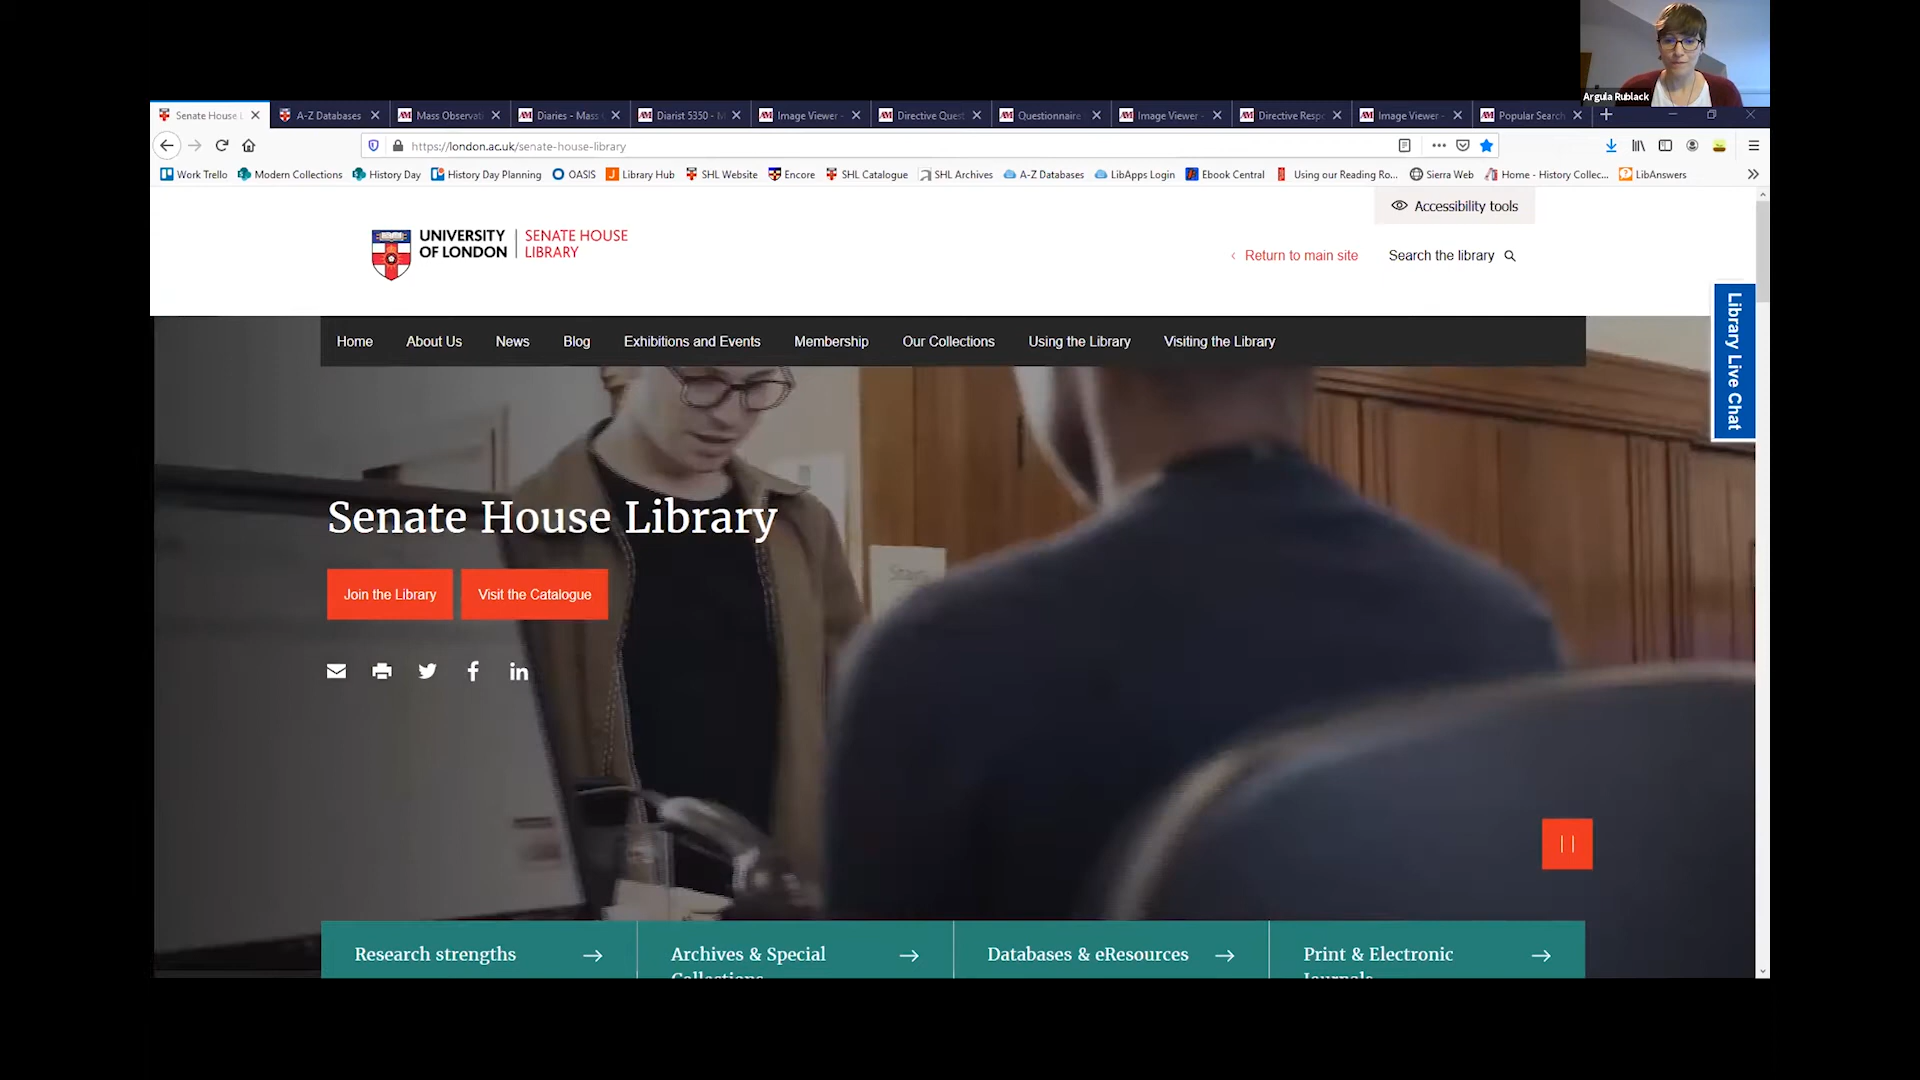 Argula Rublack
Senate House L
A-Z Databases
Mass Observati
Diaries - Mass
Diarist 5350 - M
Image Viewer -
Directive Quest
Questionnaire
Image Viewer -
Directive Respo
Image Viewer -
Popular Search
https://london.ac.uk/senate-house-library
Work Trello
Modern Collections
History Day
History Day Planning
OASIS
Library Hub
SHL Website
Encore
SHL Catalogue
SHL Archives
A-Z Databases
LibApps Login
Ebook Central
Using our Reading Ro...
Sierra Web
Home - History Collec...
LibAnswers
Accessibility tools
UNIVERSITY
OF LONDON
SENATE HOUSE
LIBRARY
Return to main site
Search the library
Library Live Chat
Home
About Us
News
Blog
Exhibitions and Events
Membership
Our Collections
Using the Library
Visiting the Library
Senate House Library
Join the Library
Visit the Catalogue
Research strengths
Archives & Special
Collections
Databases & eResources
Print & Electronic
Journals